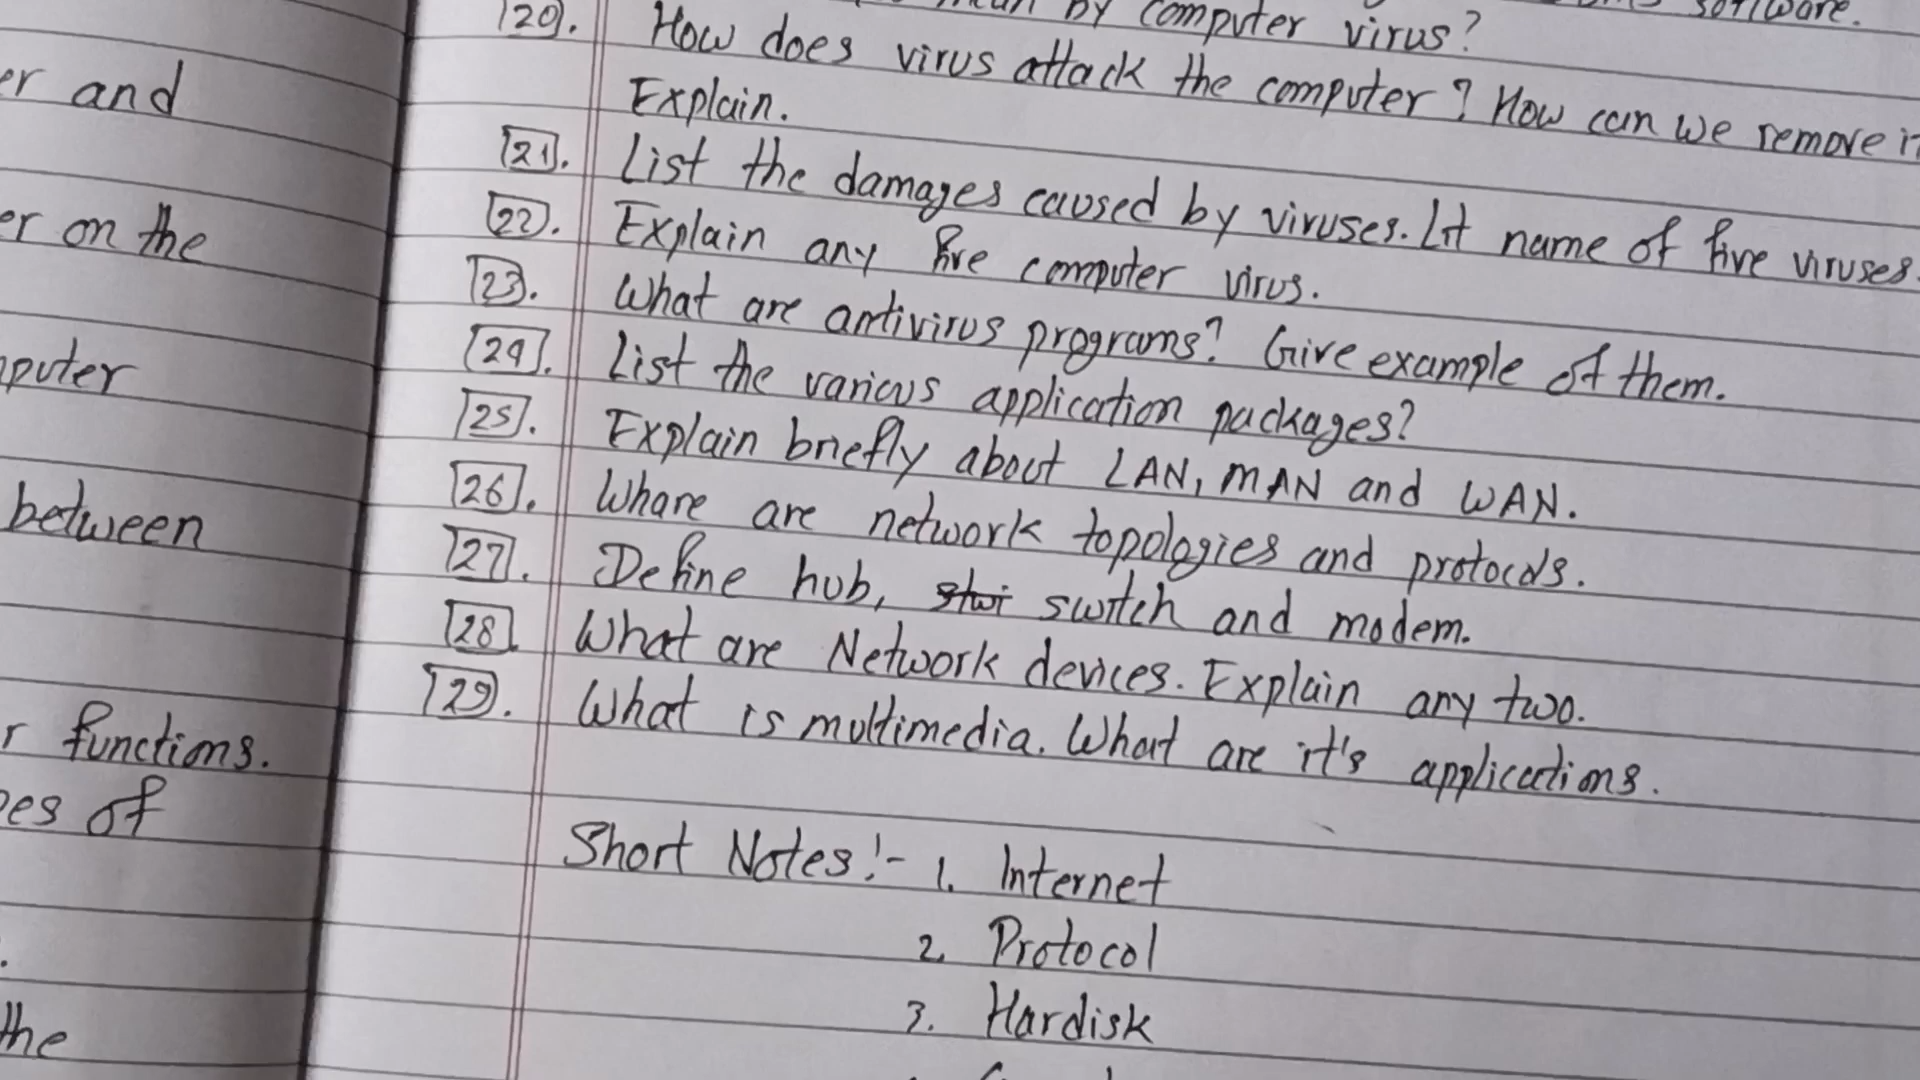 er and
er on the
puter
between
r functions.
es of
the
mean by computer virus? software.
20. How does virus attack the computer? How can we remove it
Explain.
21. List the damages caused by viruses. List name of five viruses.
22. Explain any five computer virus.
23. What are antivirus programs? Give example of them.
24. List the various application packages?
25. Explain briefly about LAN, MAN and WAN.
26. Whare are network topologies and protocols.
27. Define hub, switch and modem.
28. What are Network devices. Explain any two.
29. What is multimedia. What are it's applications.
Short Notes:- 1. Internet
2. Protocol
3. Hardisk